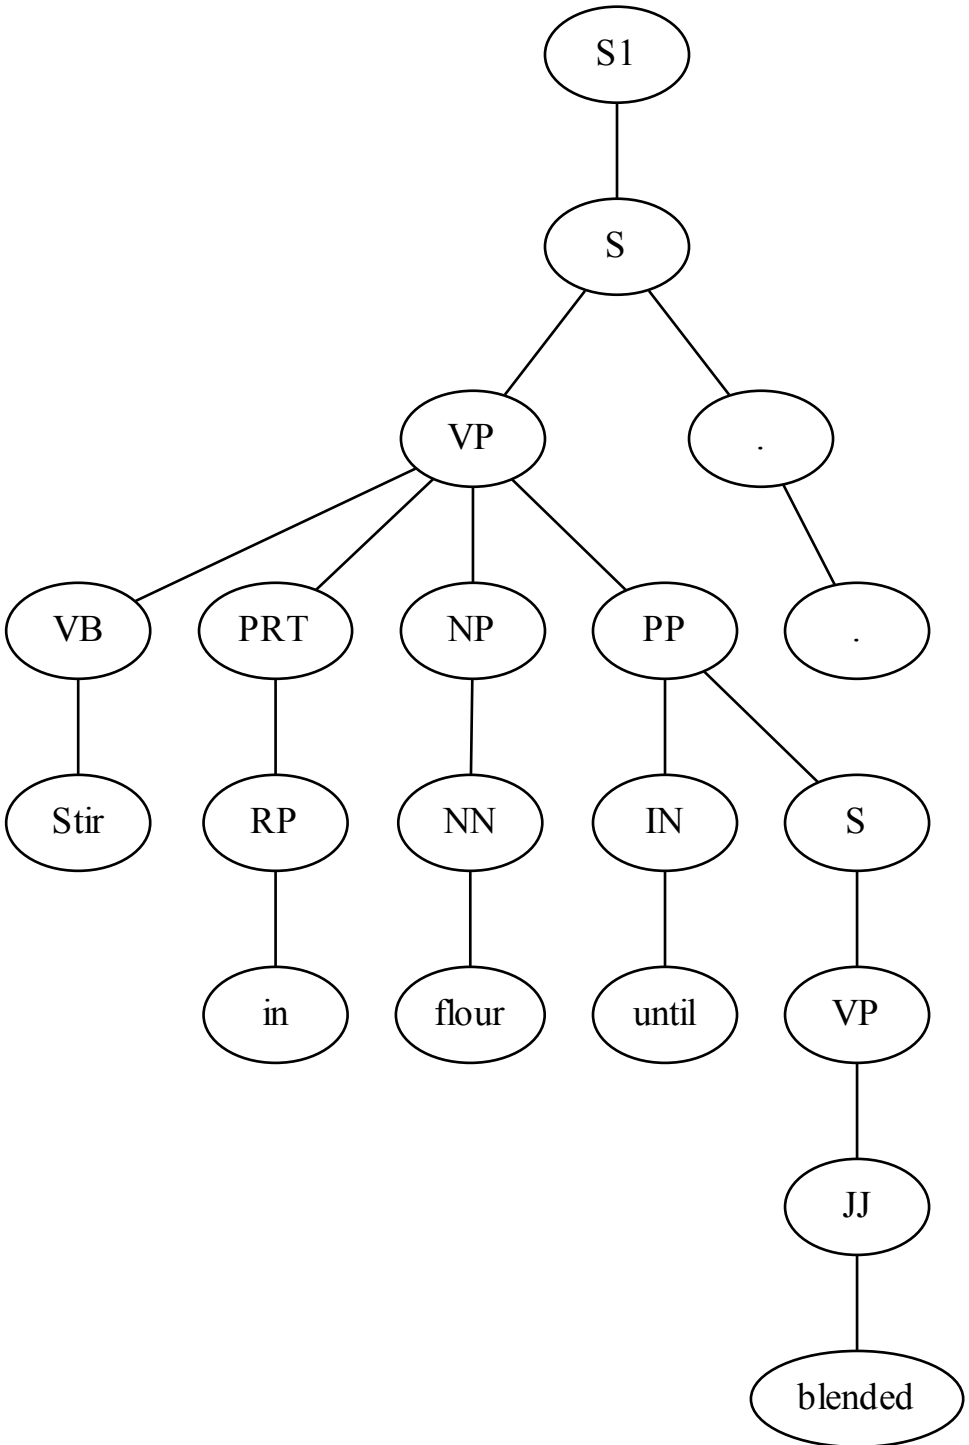 S1
S
VP .
VB PRT NP PP .
Stir RP NN IN S
in flour until VP
JJ
blended